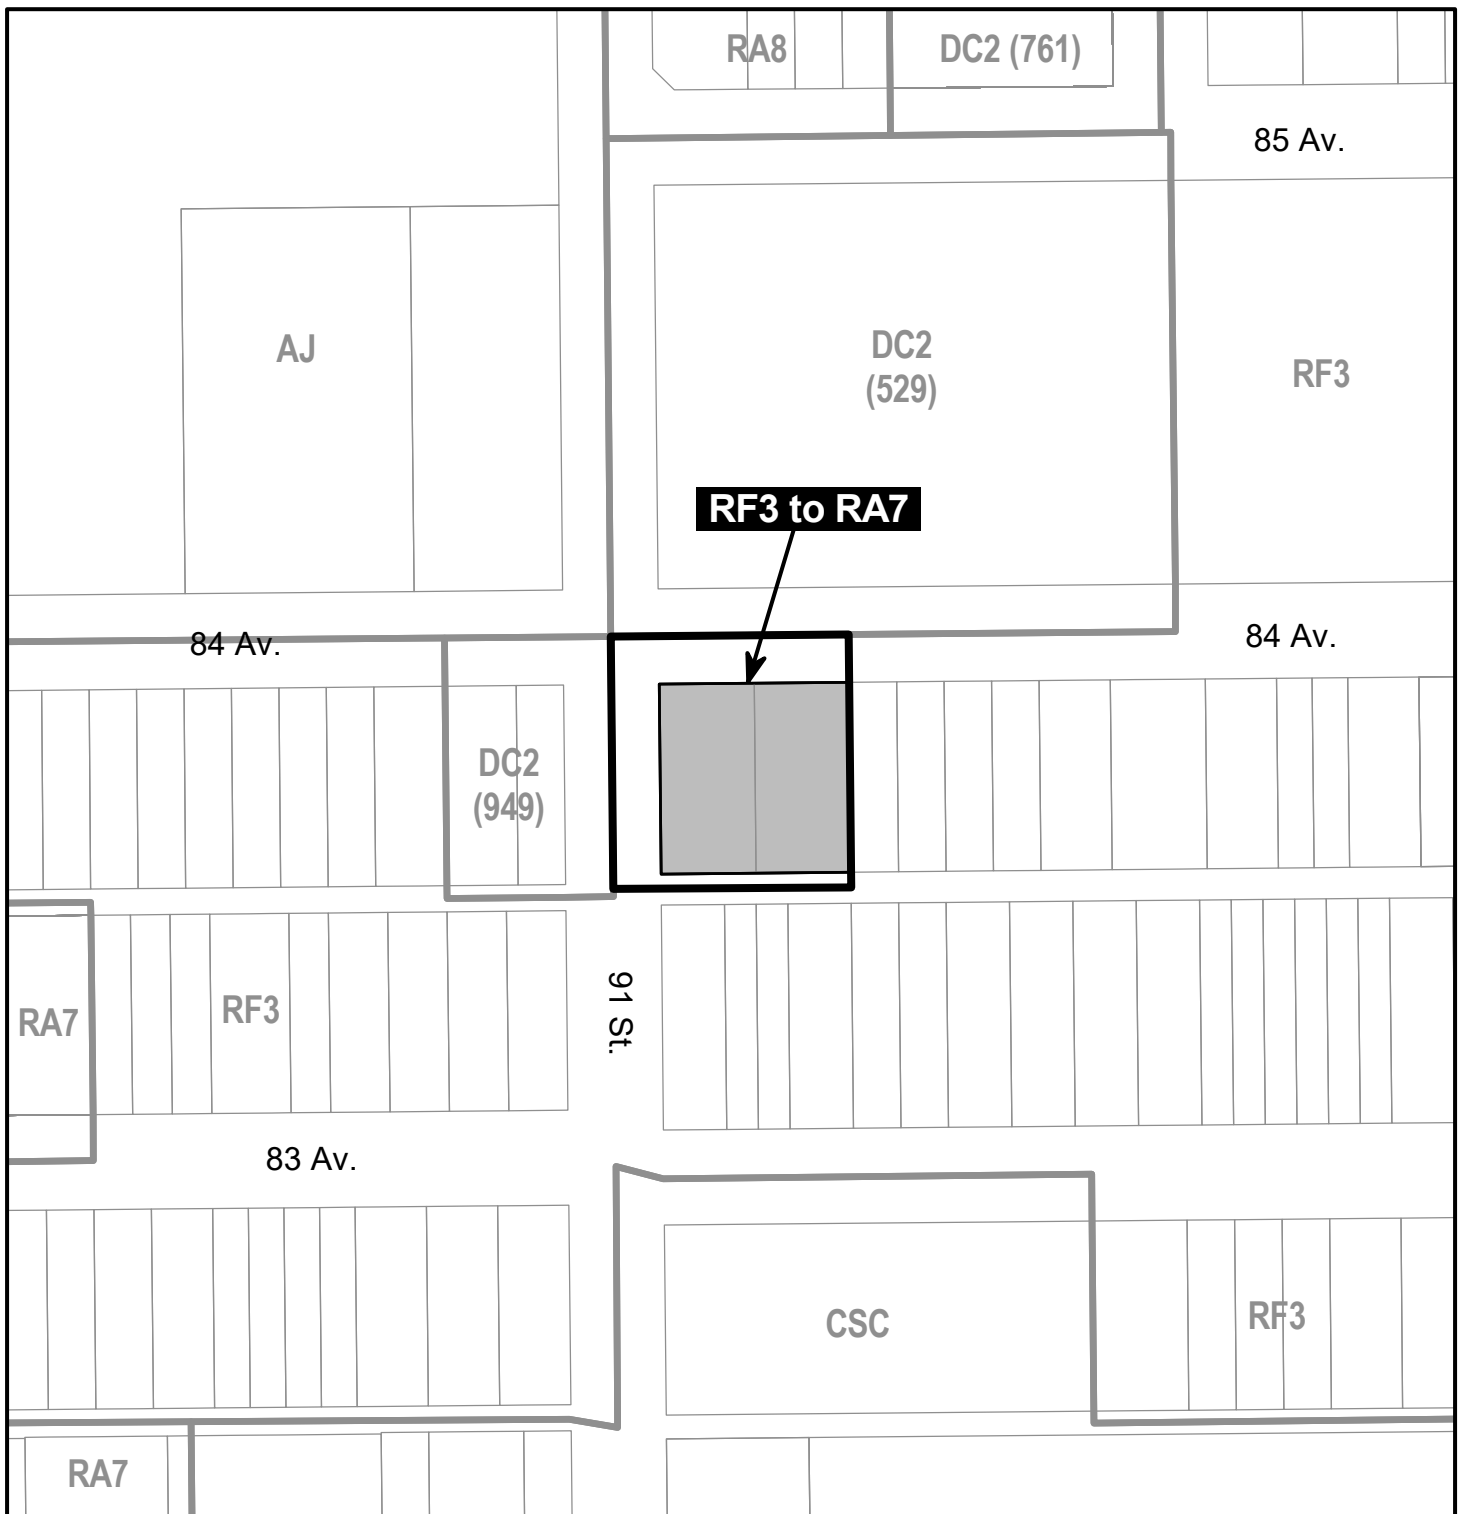 RA8
DC2 (761)
85 Av.
AJ
DC2
(529)
RF3
RF3 to RA7
84 Av.
84 Av.
DC2
(949)
RA7
RF3
91 St.
83 Av.
CSC
RF3
RA7